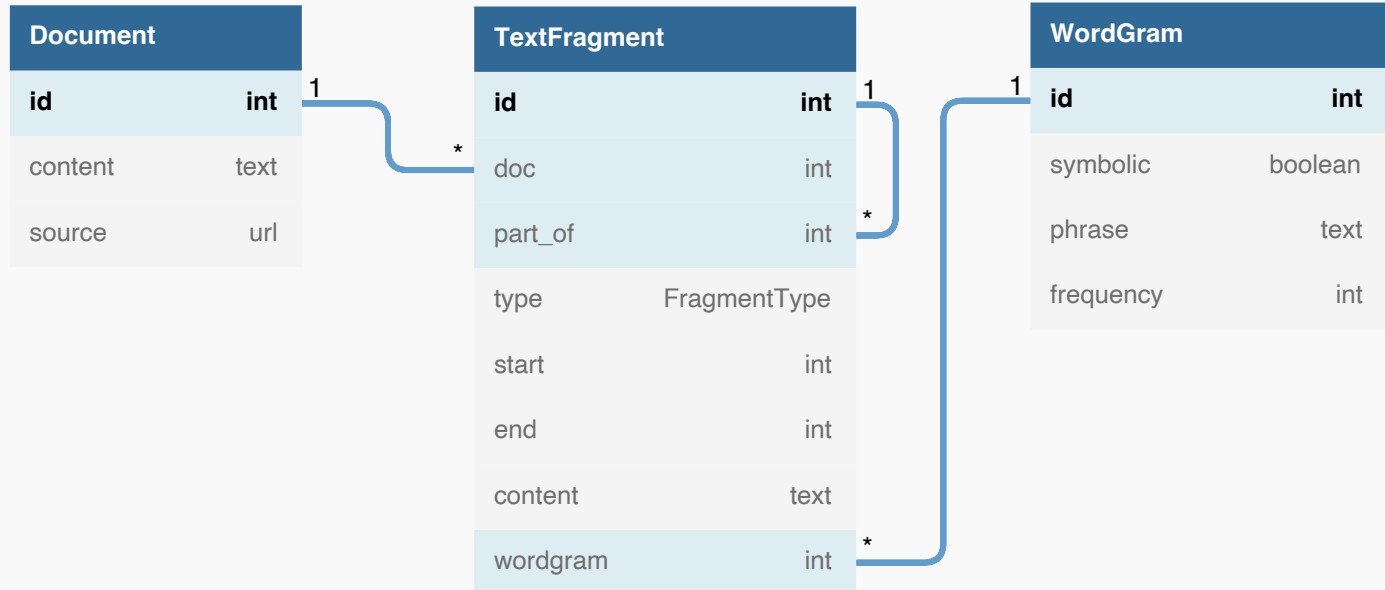 Document
id int 1
content text
source url
TextFragment
id int 1
* doc int
part_of int *
type FragmentType
start int
end int
content text
wordgram int *
WordGram
1 id int
symbolic boolean
phrase text
frequency int